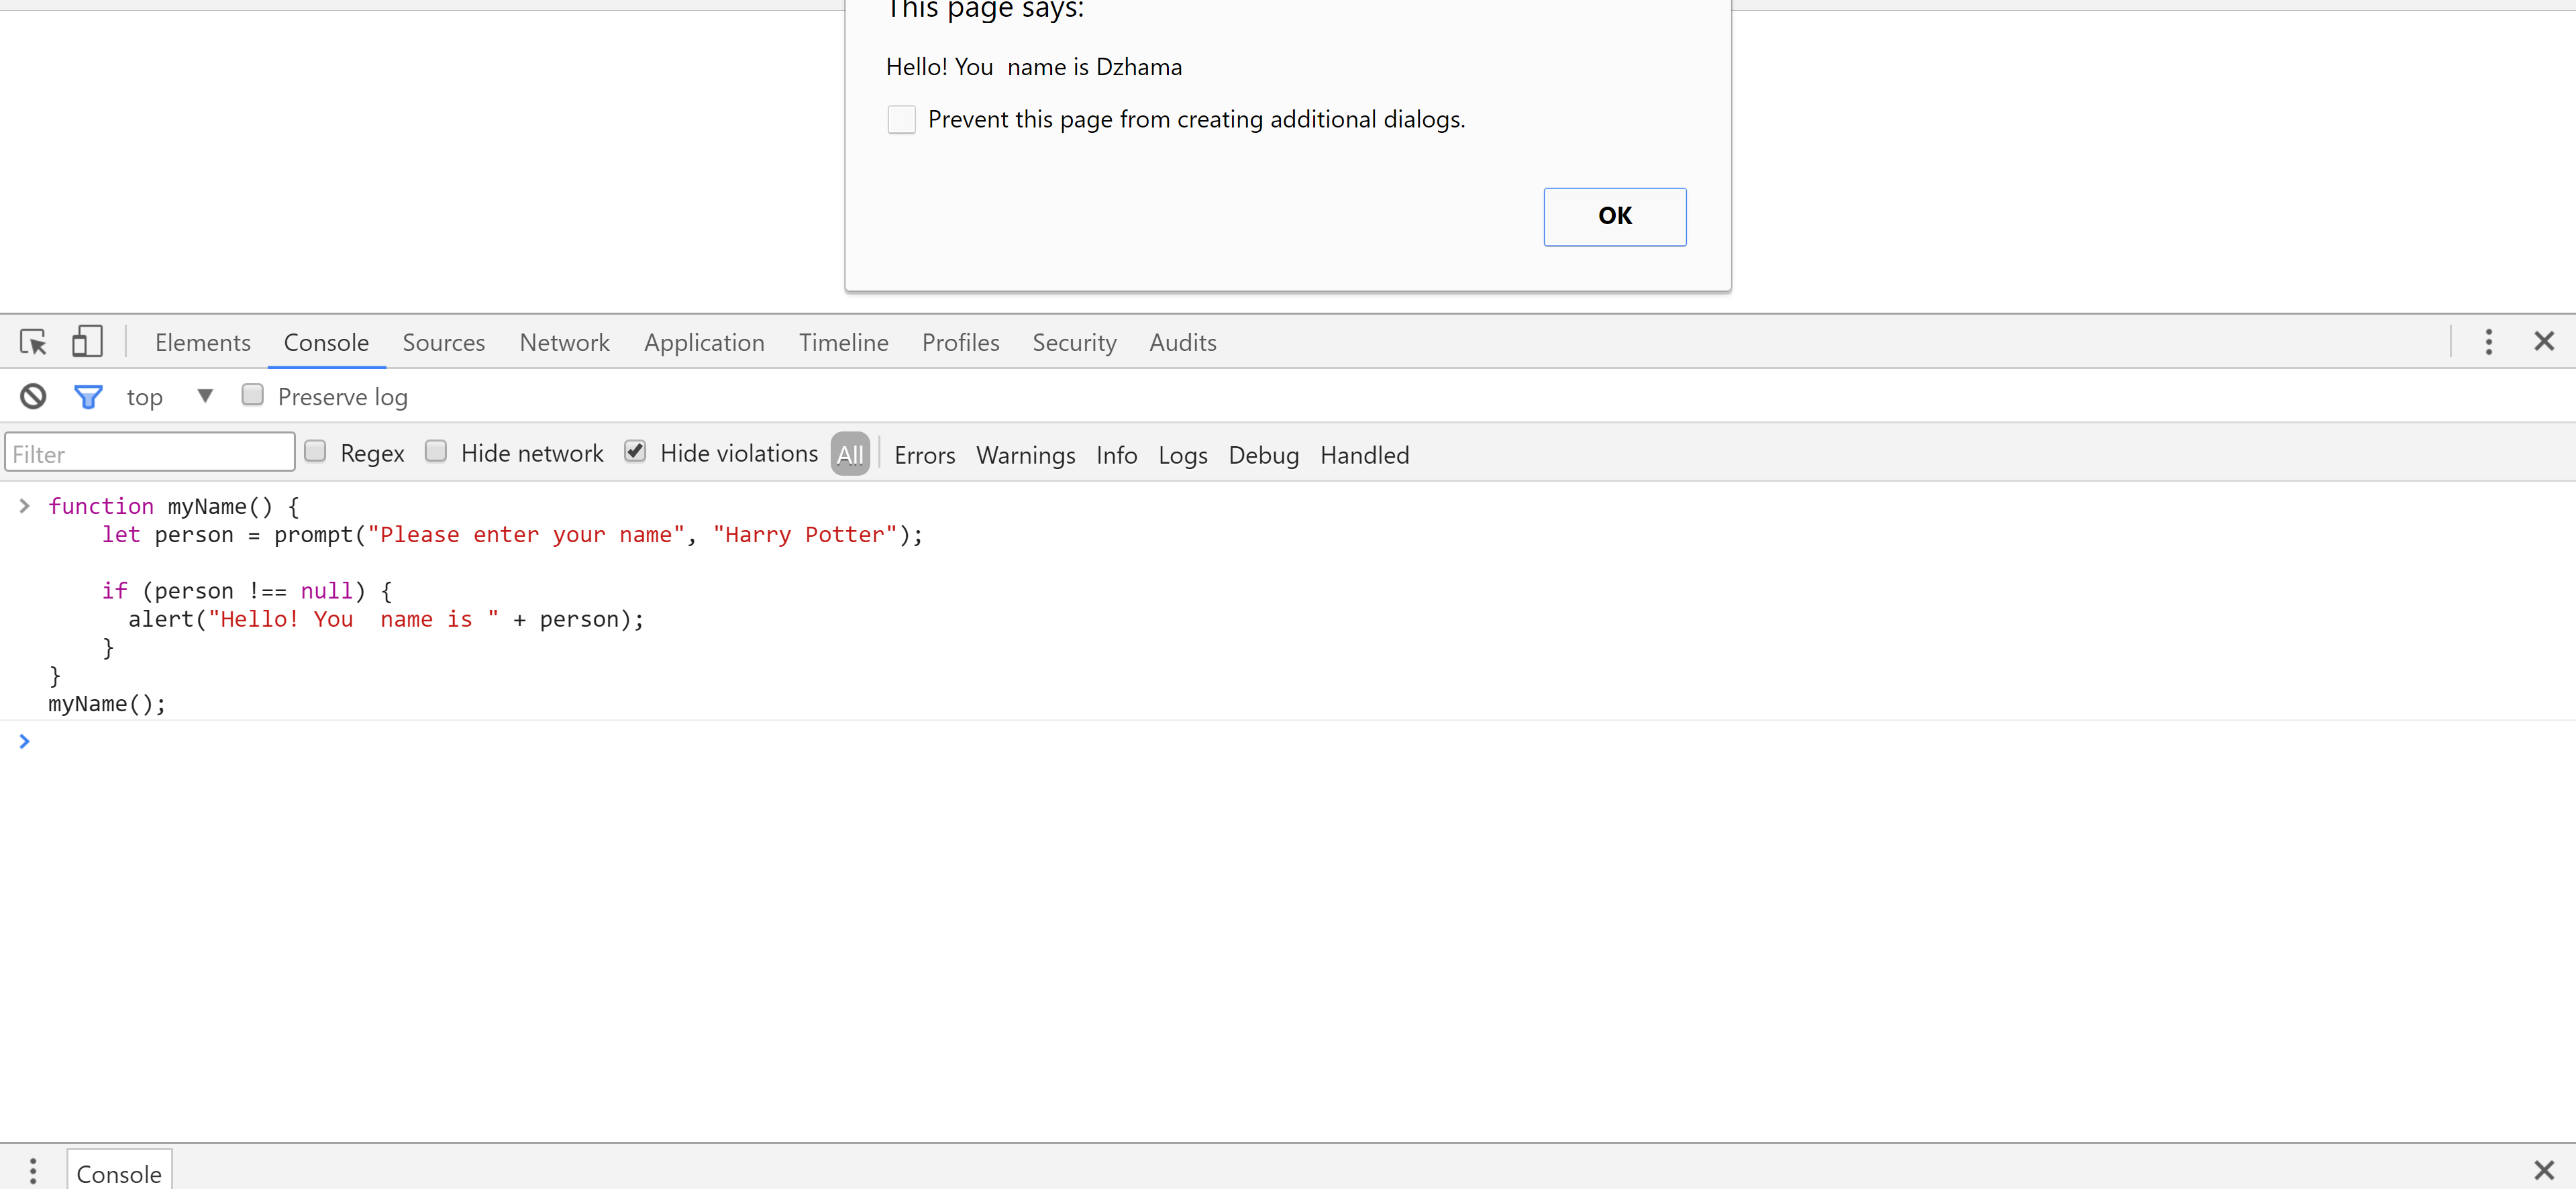 This page says:
Hello! You  name is Dzhama
Prevent this page from creating additional dialogs.
OK
Elements Console Sources Network Application Timeline Profiles Security Audits
top Preserve log
Filter Regex Hide network Hide violations All Errors Warnings Info Logs Debug Handled
function myName() {
    let person = prompt("Please enter your name", "Harry Potter");
    if (person !== null) {
      alert("Hello! You  name is " + person);
    }
}
myName();
Console